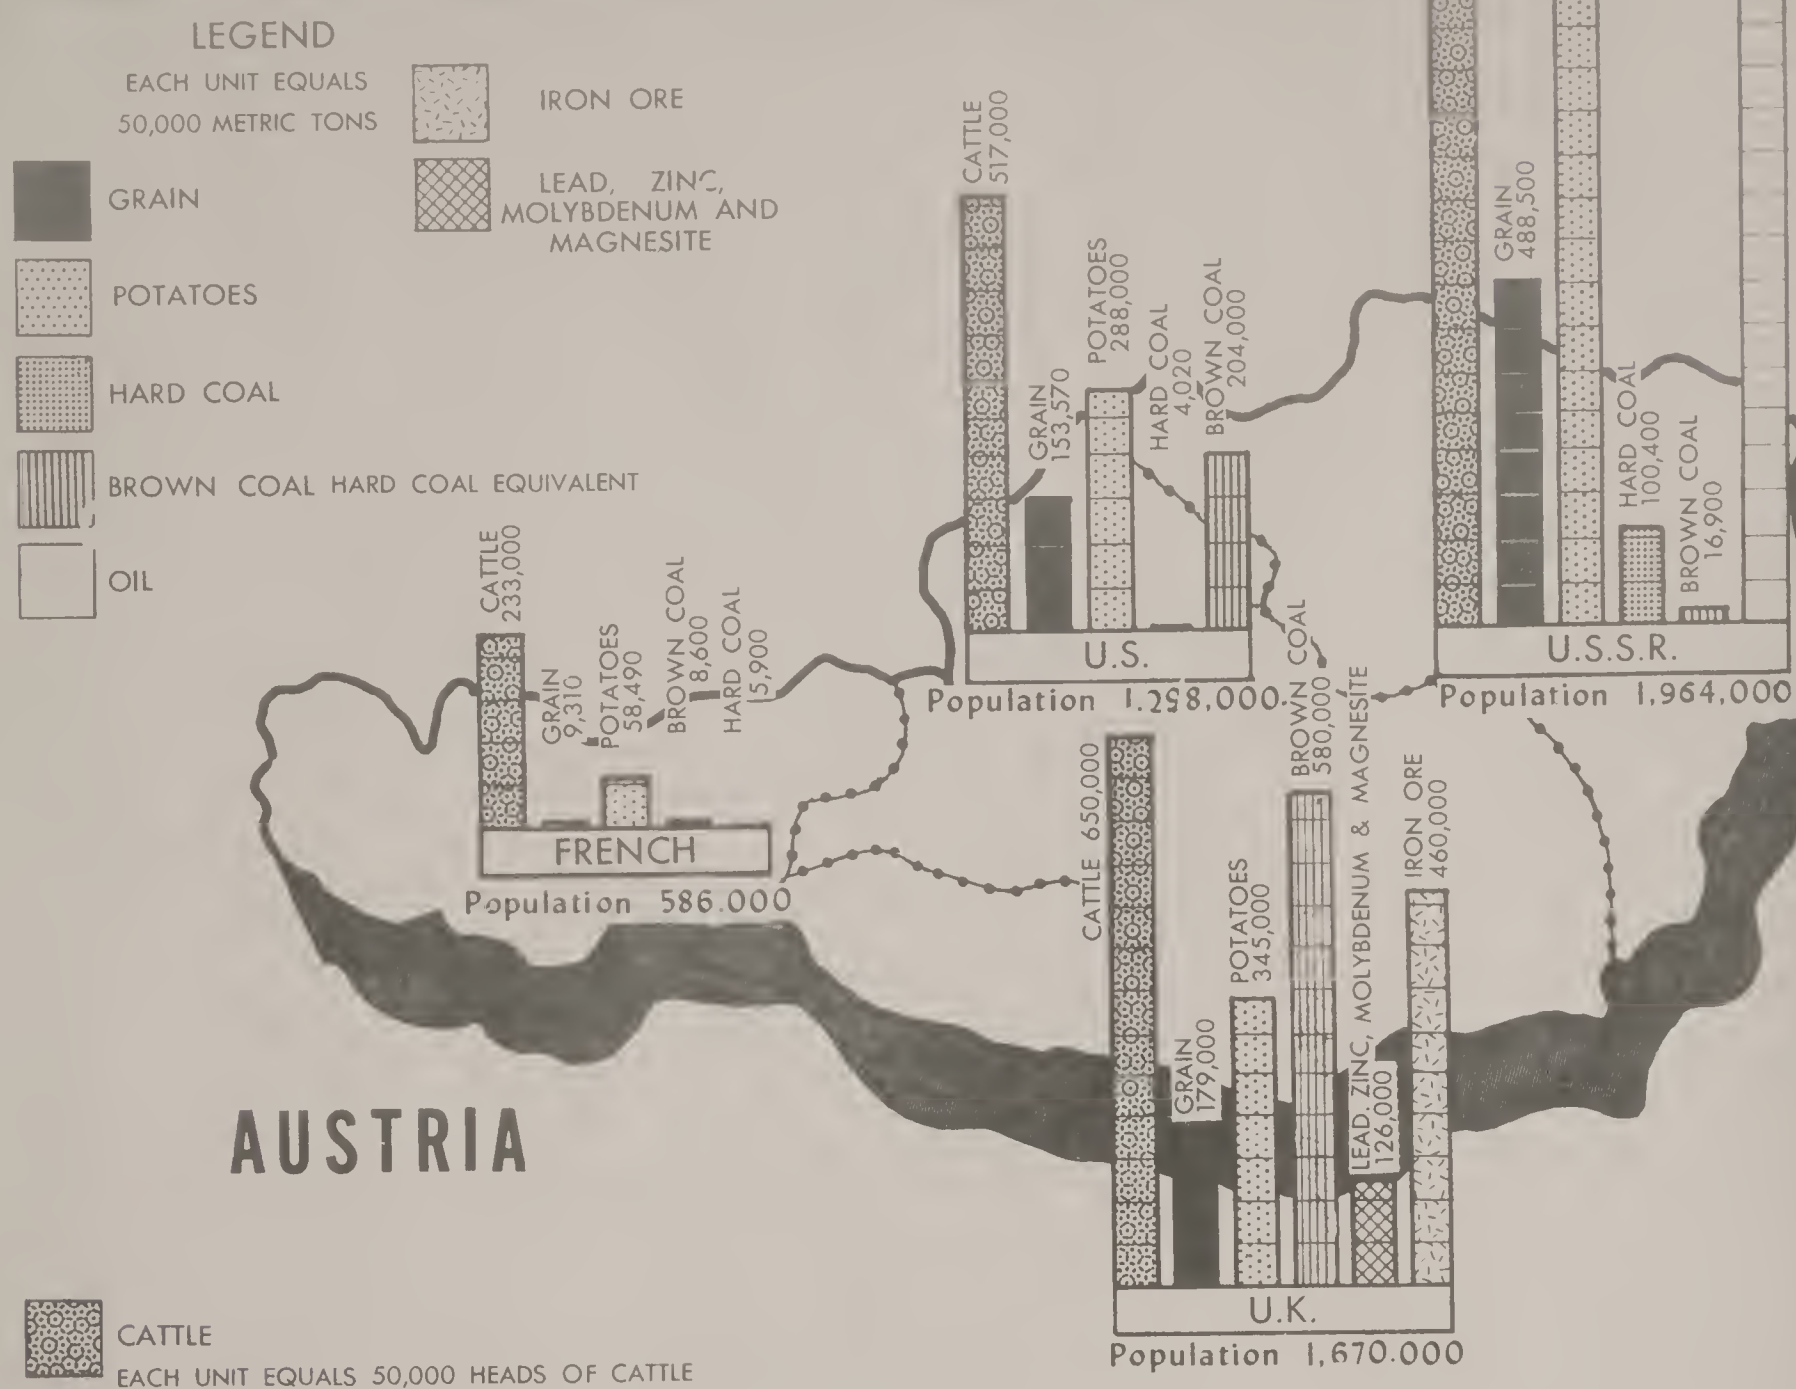 LEGEND
EACH UNIT EQUALS
50,000 METRIC TONS
GRAIN
POTATOES
HARD COAL
BROWN COAL HARD COAL EQUIVALENT
OIL
IRON ORE
LEAD, ZINC,
MOLYBDENUM AND
MAGNESITE
CATTLE
233,000
GRAIN
9,310
POTATOES
58,490
BROWN COAL
8,600
HARD COAL
15,900
FRENCH
Population 586.000
CATTLE
517,000
GRAIN
153,570
POTATOES
288,000
HARD COAL
4,020
BROWN COAL
204,000
U.S.
Population 1.298,000.
GRAIN
488,500
HARD COAL
100,400
BROWN COAL
16,900
U.S.S.R.
Population 1,964,000
CATTLE 650,000
GRAIN
179,000
POTATOES
345,000
BROWN COAL
580,000
LEAD, ZINC, MOLYBDENUM & MAGNESITE
126,000
IRON ORE
460,000
U.K.
Population 1,670.000
AUSTRIA
CATTLE
EACH UNIT EQUALS 50,000 HEADS OF CATTLE